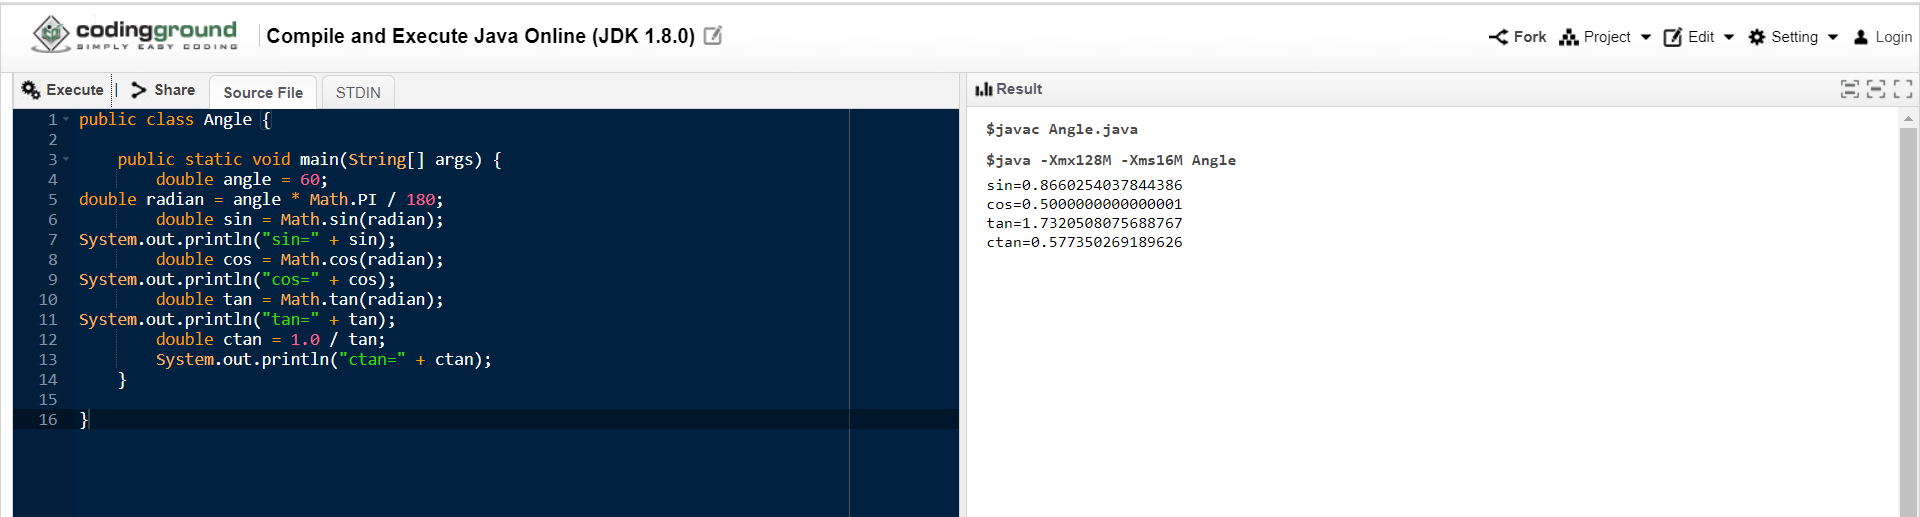 codingground
SIMPLY EASY CODING
Compile and Execute Java Online (JDK 1.8.0)
Fork Project Edit Setting Login
Execute | Share Source File STDIN
1 public class Angle {
2
3     public static void main(String[] args) {
4         double angle = 60;
5 double radian = angle * Math.PI / 180;
6         double sin = Math.sin(radian);
7 System.out.println("sin=" + sin);
8         double cos = Math.cos(radian);
9 System.out.println("cos=" + cos);
10         double tan = Math.tan(radian);
11 System.out.println("tan=" + tan);
12         double ctan = 1.0 / tan;
13         System.out.println("ctan=" + ctan);
14     }
15
16 }
Result
$javac Angle.java
$java -Xmx128M -Xms16M Angle
sin=0.8660254037844386
cos=0.5000000000000001
tan=1.7320508075688767
ctan=0.577350269189626